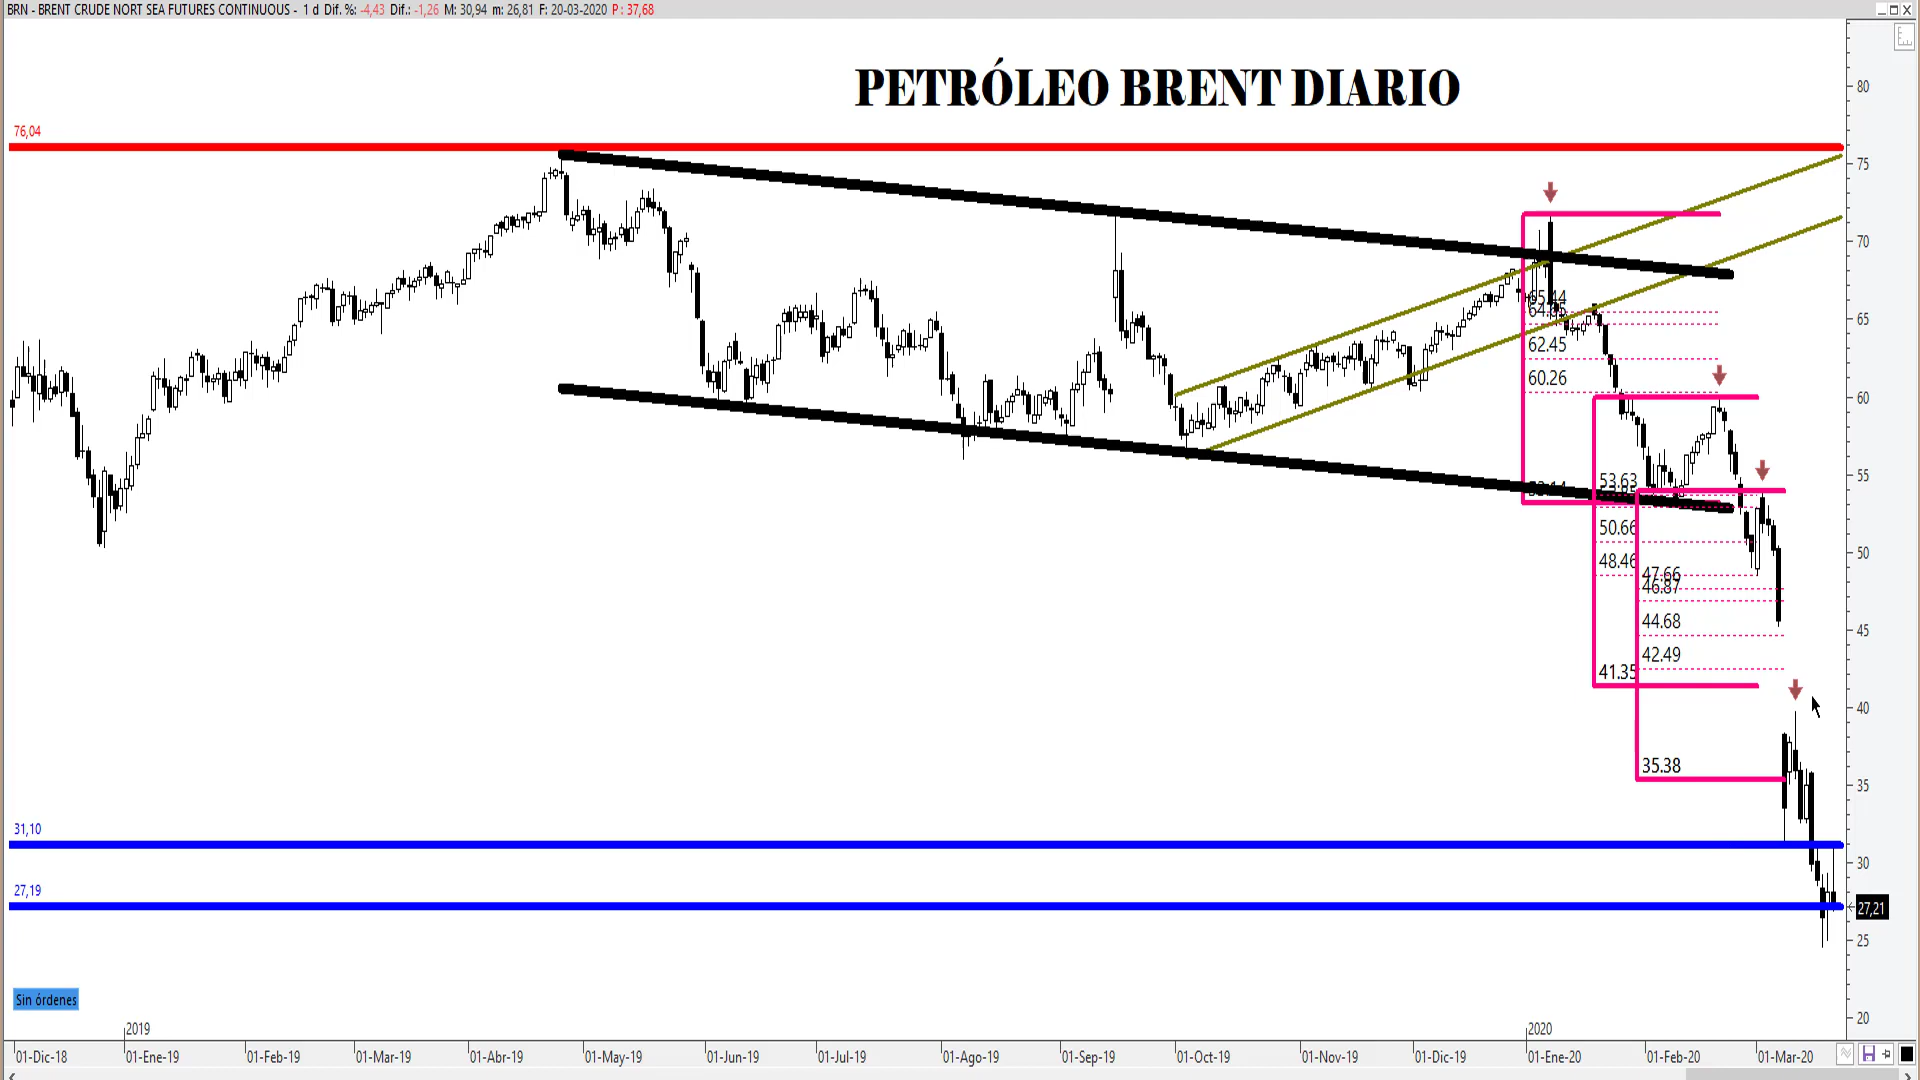 BRN - BRENT CRUDE NORT SEA FUTURES CONTINUOUS - 1 d Dif. %: -4,43 Dif.: -1,26 M: 30,94 m: 26,81 F: 20-03-2020 P: 37,68
PETRÓLEO BRENT DIARIO
76,04
80
75
70
65
60
55
50
45
40
35
30
25
20
65.44
62.45
60.26
53.63
50.66
48.46
47.66
46.87
44.68
42.49
41.35
35.38
31,10
27,19
27,21
Sin órdenes
2019
2020
01-Dic-18
01-Ene-19
01-Feb-19
01-Mar-19
01-Abr-19
01-May-19
01-Jun-19
01-Jul-19
01-Ago-19
01-Sep-19
01-Oct-19
01-Nov-19
01-Dic-19
01-Ene-20
01-Feb-20
01-Mar-20